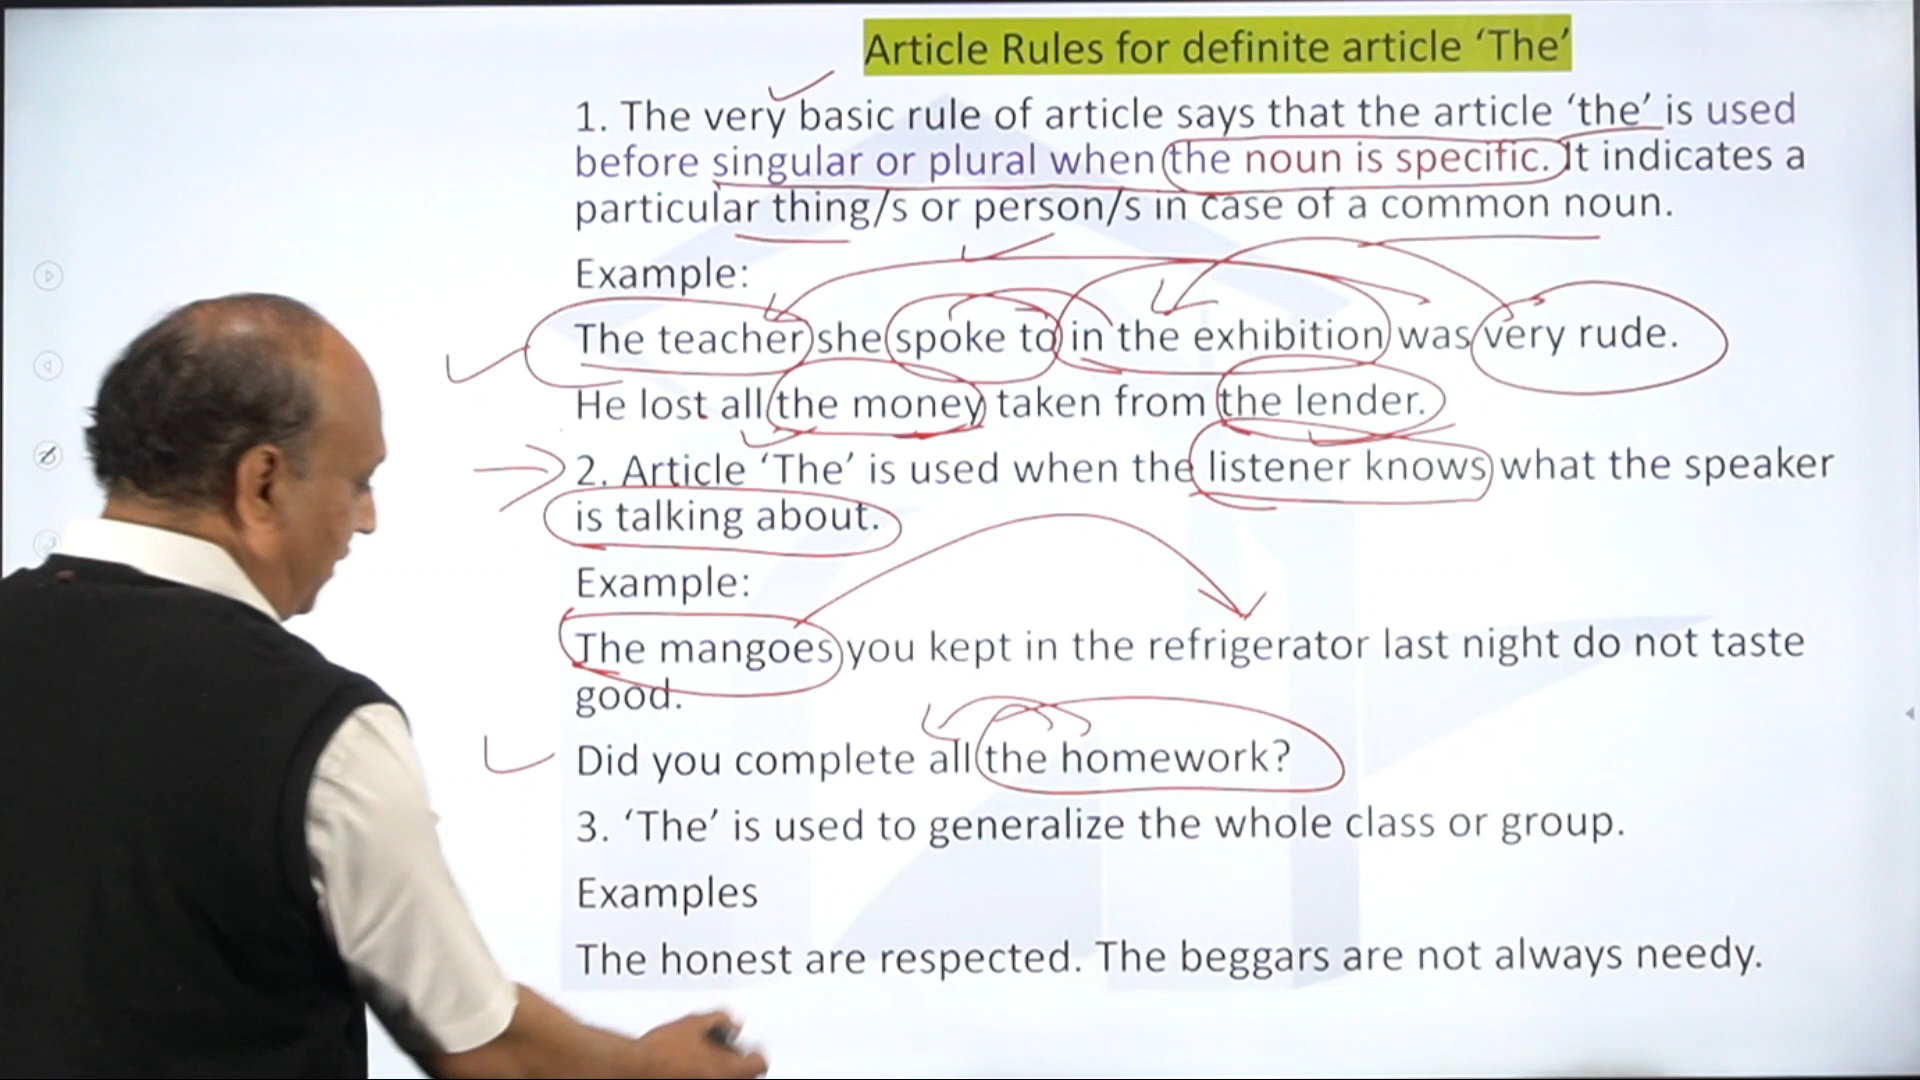 Article Rules for definite article ‘The’
1. The very basic rule of article says that the article ‘the’ is used
before singular or plural when the noun is specific. It indicates a
particular thing/s or person/s in case of a common noun.
Example:
The teacher she spoke to in the exhibition was very rude.
He lost all the money taken from the lender.
2. Article ‘The’ is used when the listener knows what the speaker
is talking about.
Example:
The mangoes you kept in the refrigerator last night do not taste
good.
Did you complete all the homework?
3. ‘The’ is used to generalize the whole class or group.
Examples
The honest are respected. The beggars are not always needy.